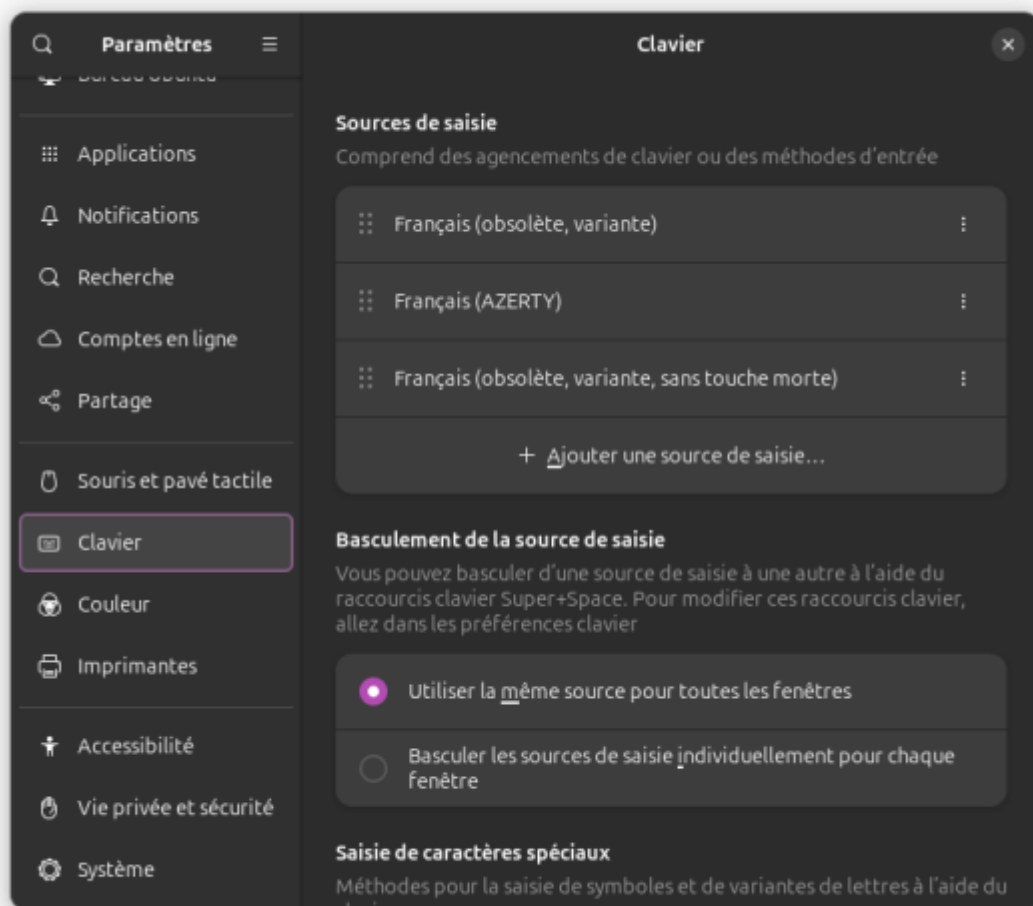 Paramètres
Bureau Ubuntu
Applications
Notifications
Recherche
Comptes en ligne
Partage
Souris et pavé tactile
Clavier
Couleur
Imprimantes
Accessibilité
Vie privée et sécurité
Système
Clavier
Sources de saisie
Comprend des agencements de clavier ou des méthodes d'entrée
Français (obsolète, variante)
Français (AZERTY)
Français (obsolète, variante, sans touche morte)
+ Ajouter une source de saisie…
Basculement de la source de saisie
Vous pouvez basculer d'une source de saisie à une autre à l'aide du
raccourcis clavier Super+Space. Pour modifier ces raccourcis clavier,
allez dans les préférences clavier
Utiliser la même source pour toutes les fenêtres
Basculer les sources de saisie individuellement pour chaque
fenêtre
Saisie de caractères spéciaux
Méthodes pour la saisie de symboles et de variantes de lettres à l'aide du